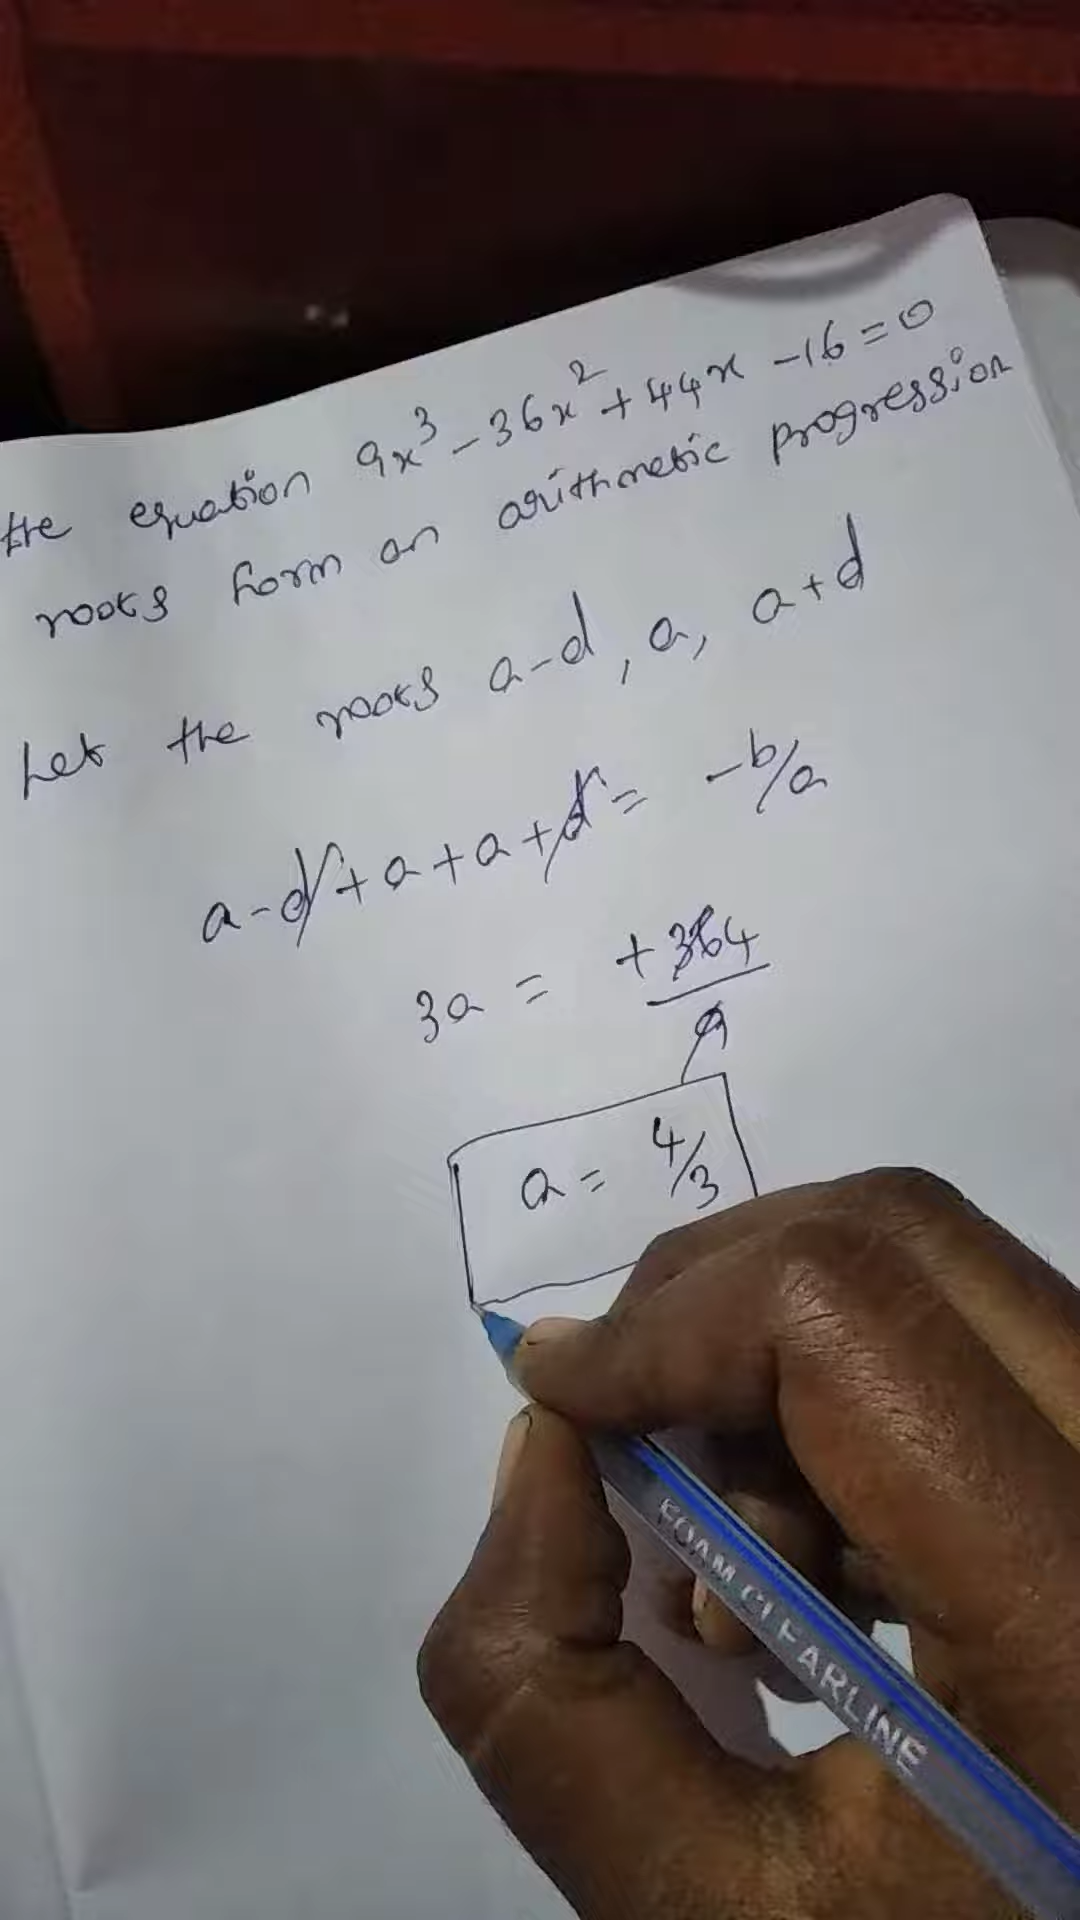 the equation 9x³ - 36x² + 44x - 16 = 0
roots form an arithmetic progression
Let the roots a-d, a, a+d
a-d+a+a+d = -b/a
3a = +36 4 / 9
a = 4/3
FOAM CLEARLINE